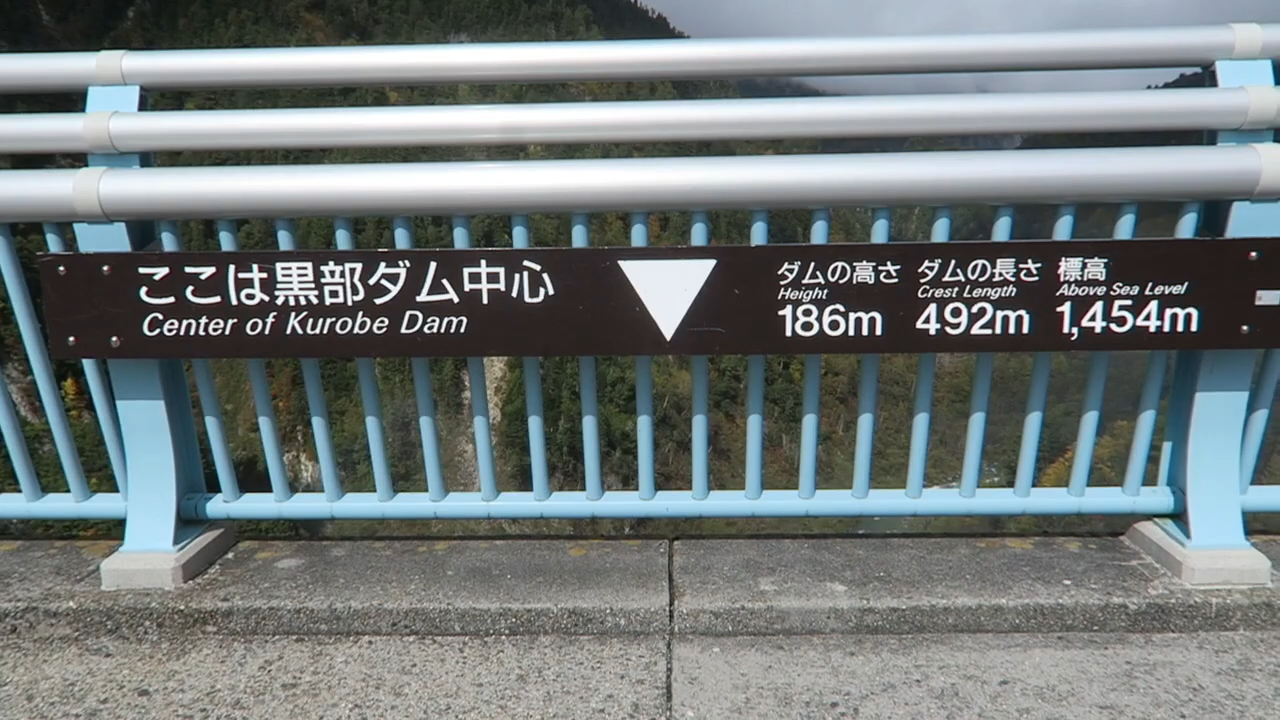 ここは黒部ダム中心
Center of Kurobe Dam
ダムの高さ
Height
186m
ダムの長さ
Crest Length
492m
標高
Above Sea Level
1,454m